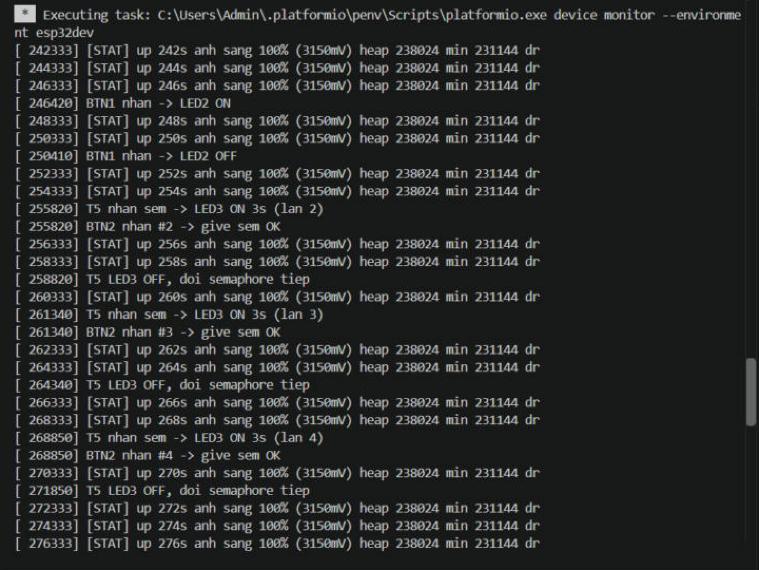 * Executing task: C:\Users\Admin\.platformio\penv\Scripts\platformio.exe device monitor --environme
nt esp32dev
[ 242333] [STAT] up 242s anh sang 100% (3150mV) heap 238024 min 231144 dr
[ 244333] [STAT] up 244s anh sang 100% (3150mV) heap 238024 min 231144 dr
[ 246333] [STAT] up 246s anh sang 100% (3150mV) heap 238024 min 231144 dr
[ 246420] BTN1 nhan -> LED2 ON
[ 248333] [STAT] up 248s anh sang 100% (3150mV) heap 238024 min 231144 dr
[ 250333] [STAT] up 250s anh sang 100% (3150mV) heap 238024 min 231144 dr
[ 250410] BTN1 nhan -> LED2 OFF
[ 252333] [STAT] up 252s anh sang 100% (3150mV) heap 238024 min 231144 dr
[ 254333] [STAT] up 254s anh sang 100% (3150mV) heap 238024 min 231144 dr
[ 255820] T5 nhan sem -> LED3 ON 3s (lan 2)
[ 255820] BTN2 nhan #2 -> give sem OK
[ 256333] [STAT] up 256s anh sang 100% (3150mV) heap 238024 min 231144 dr
[ 258333] [STAT] up 258s anh sang 100% (3150mV) heap 238024 min 231144 dr
[ 258820] T5 LED3 OFF, doi semaphore tiep
[ 260333] [STAT] up 260s anh sang 100% (3150mV) heap 238024 min 231144 dr
[ 261340] T5 nhan sem -> LED3 ON 3s (lan 3)
[ 261340] BTN2 nhan #3 -> give sem OK
[ 262333] [STAT] up 262s anh sang 100% (3150mV) heap 238024 min 231144 dr
[ 264333] [STAT] up 264s anh sang 100% (3150mV) heap 238024 min 231144 dr
[ 264340] T5 LED3 OFF, doi semaphore tiep
[ 266333] [STAT] up 266s anh sang 100% (3150mV) heap 238024 min 231144 dr
[ 268333] [STAT] up 268s anh sang 100% (3150mV) heap 238024 min 231144 dr
[ 268850] T5 nhan sem -> LED3 ON 3s (lan 4)
[ 268850] BTN2 nhan #4 -> give sem OK
[ 270333] [STAT] up 270s anh sang 100% (3150mV) heap 238024 min 231144 dr
[ 271850] T5 LED3 OFF, doi semaphore tiep
[ 272333] [STAT] up 272s anh sang 100% (3150mV) heap 238024 min 231144 dr
[ 274333] [STAT] up 274s anh sang 100% (3150mV) heap 238024 min 231144 dr
[ 276333] [STAT] up 276s anh sang 100% (3150mV) heap 238024 min 231144 dr